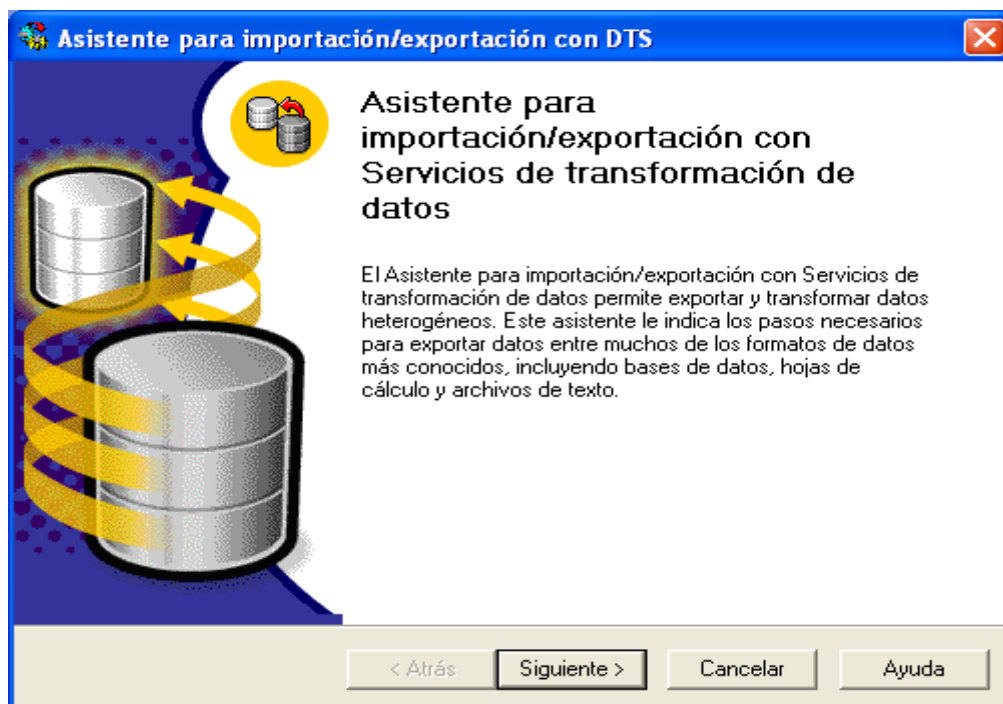 Asistente para importación/exportación con DTS
Asistente para
importación/exportación con
Servicios de transformación de
datos
El Asistente para importación/exportación con Servicios de
transformación de datos permite exportar y transformar datos
heterogéneos. Este asistente le indica los pasos necesarios
para exportar datos entre muchos de los formatos de datos
más conocidos, incluyendo bases de datos, hojas de
cálculo y archivos de texto.
< Atrás
Siguiente >
Cancelar
Ayuda